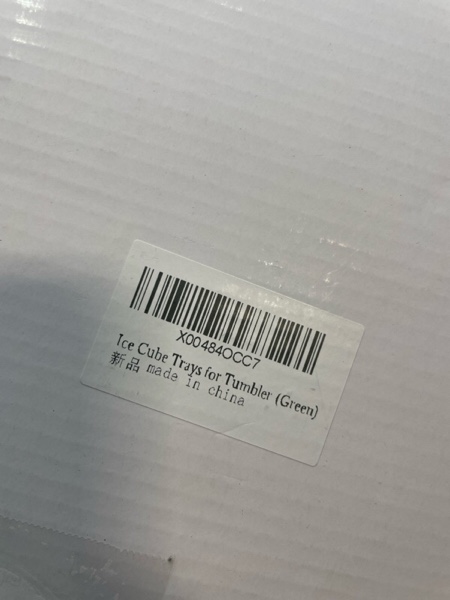 X00484OCC7
Ice Cube Trays for Tumbler (Green)
新品 made in china